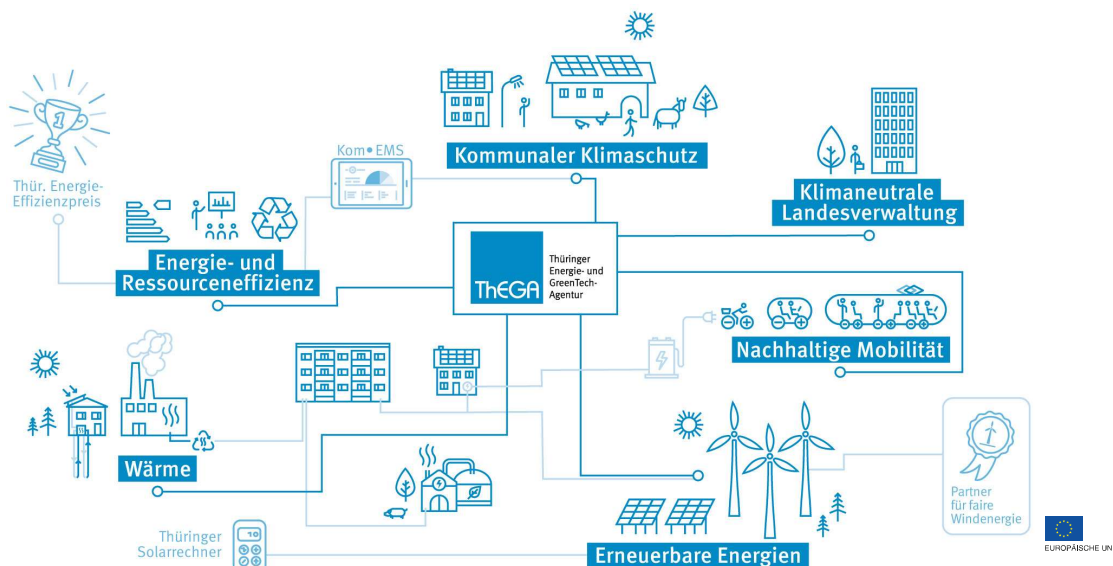 1
Thür. Energie-
Effizienzpreis
Kom•EMS
Kommunaler Klimaschutz
Klimaneutrale
Landesverwaltung
Energie- und
Ressourceneffizienz
ThEGA
Thüringer
Energie- und
GreenTech-
Agentur
Nachhaltige Mobilität
Wärme
Partner
für faire
Windenergie
Thüringer
Solarrechner
Erneuerbare Energien
EUROPÄISCHE UN